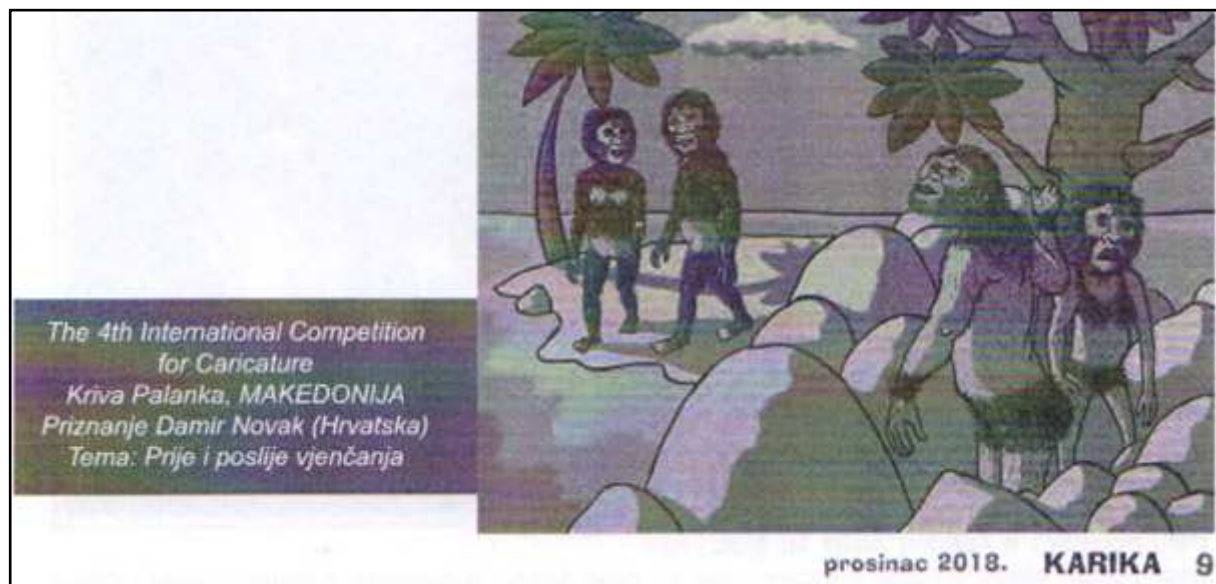 The 4th International Competition
for Caricature
Kriva Palanka, MAKEDONIJA
Priznanje Damir Novak (Hrvatska)
Tema: Prije i poslije vjenčanja
prosinac 2018. KARIKA 9